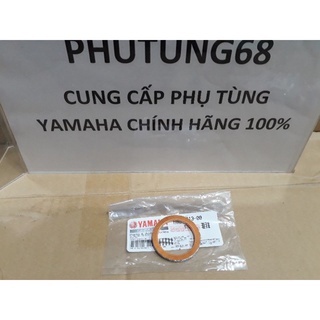 PHUTUNG68
CUNG CẤP PHỤ TÙNG
YAMAHA CHÍNH HÃNG 100%
YAMAHA